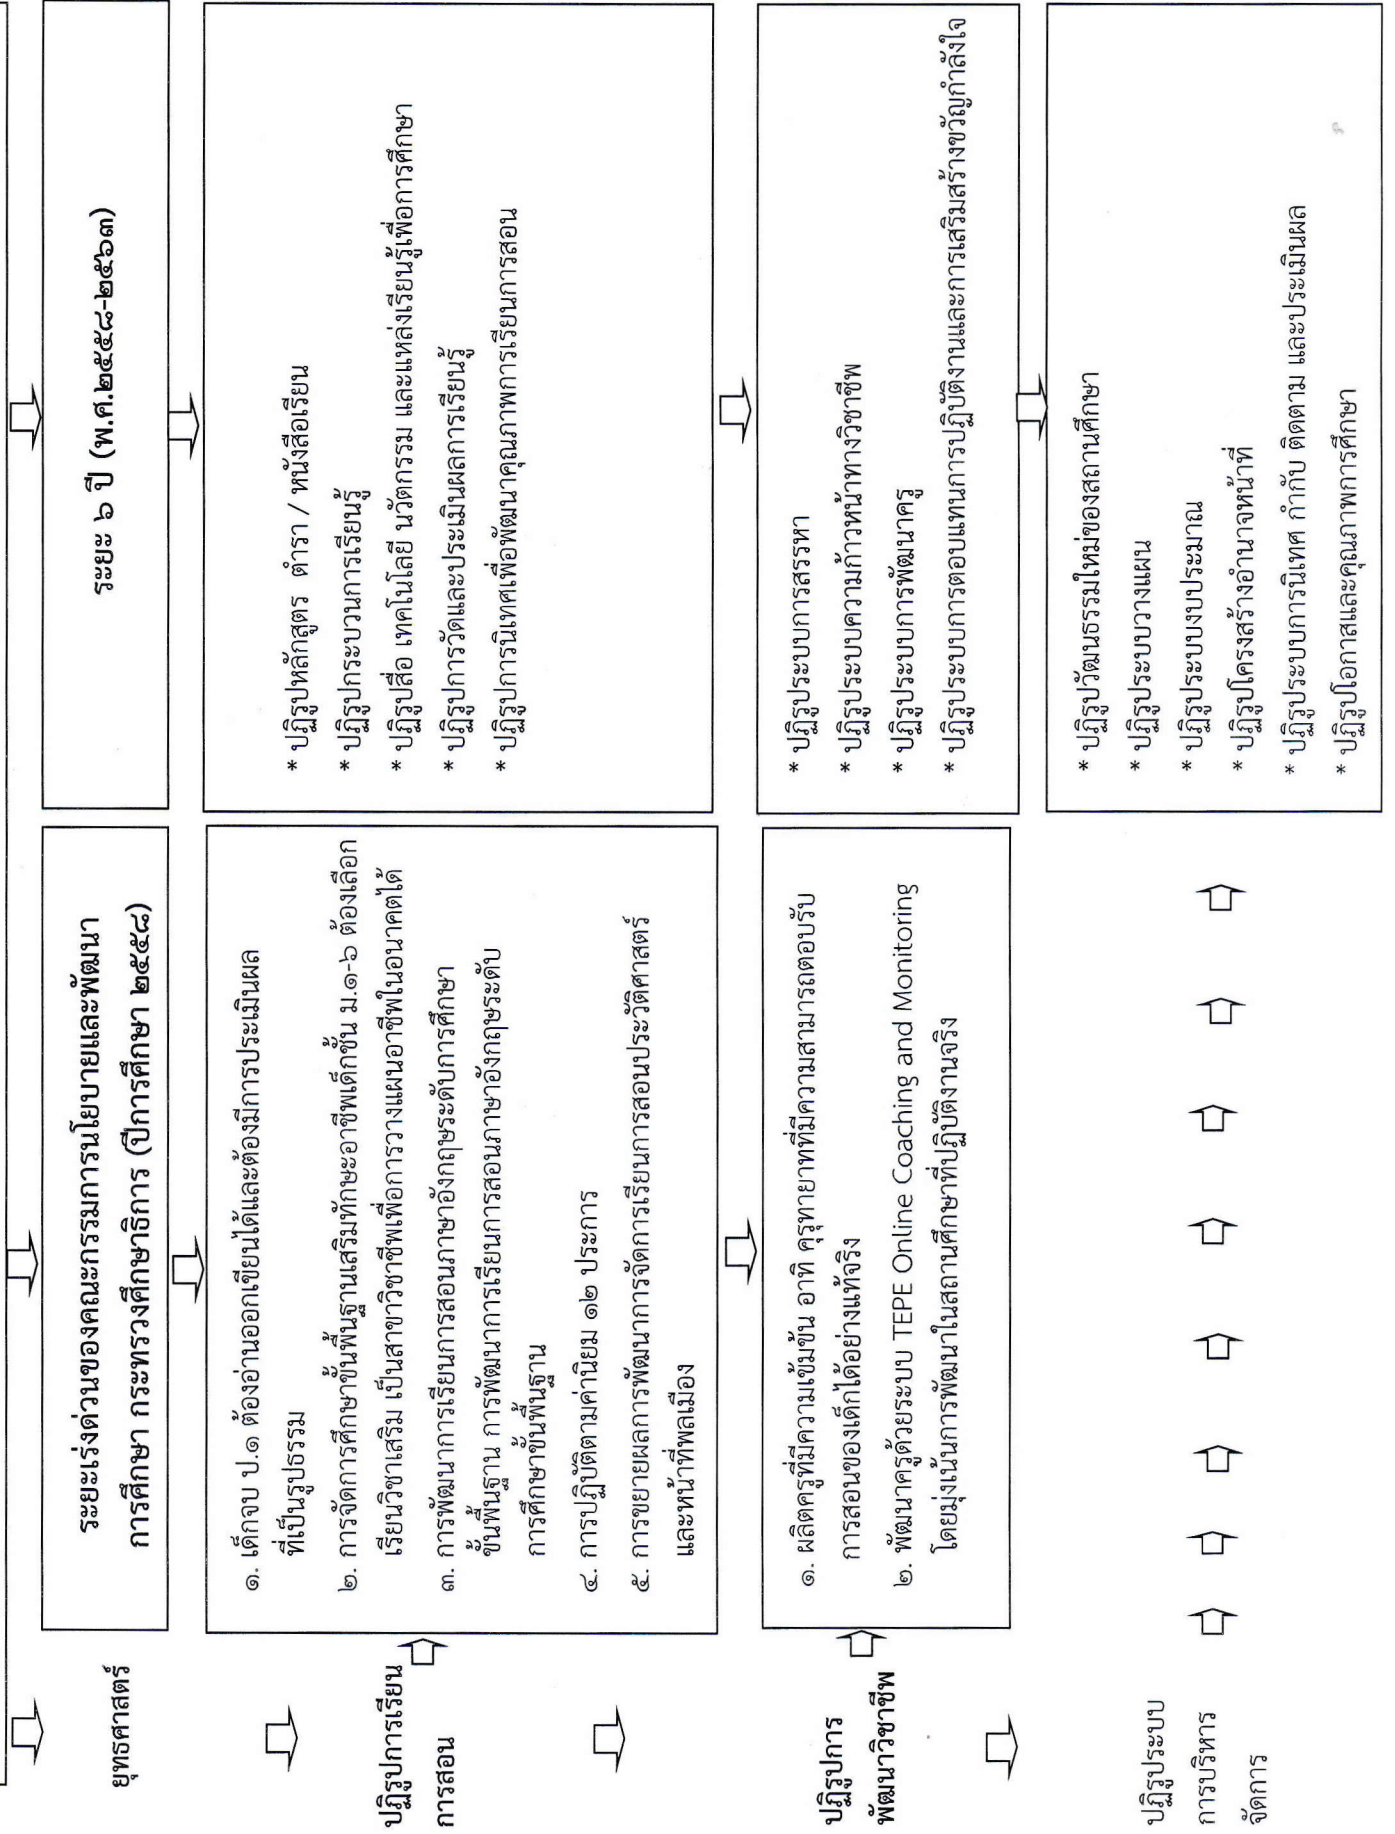 ยุทธศาสตร์
ระยะเร่งด่วนของคณะกรรมการนโยบายและพัฒนา
การศึกษา กระทรวงศึกษาธิการ (ปีการศึกษา ๒๕๕๘)
ระยะ ๖ ปี (พ.ศ.๒๕๕๘-๒๕๖๓)
ปฏิรูปการเรียน
การสอน
๑. เด็กจบ ป.๑ ต้องอ่านออกเขียนได้และต้องมีการประเมินผล
ที่เป็นรูปธรรม
๒. การจัดการศึกษาขั้นพื้นฐานเสริมทักษะอาชีพเด็กชั้น ม.๑-๖ ต้องเลือก
เรียนวิชาเสริม เป็นสาขาวิชาชีพเพื่อการวางแผนอาชีพในอนาคตได้
๓. การพัฒนาการเรียนการสอนภาษาอังกฤษระดับการศึกษา
ขั้นพื้นฐาน การพัฒนาการเรียนการสอนภาษาอังกฤษระดับ
การศึกษาขั้นพื้นฐาน
๔. การปฏิบัติตามค่านิยม ๑๒ ประการ
๕. การขยายผลการพัฒนาการจัดการเรียนการสอนประวัติศาสตร์
และหน้าที่พลเมือง
* ปฏิรูปหลักสูตร ตำรา / หนังสือเรียน
* ปฏิรูปกระบวนการเรียนรู้
* ปฏิรูปสื่อ เทคโนโลยี นวัตกรรม และแหล่งเรียนรู้เพื่อการศึกษา
* ปฏิรูปการวัดและประเมินผลการเรียนรู้
* ปฏิรูปการนิเทศเพื่อพัฒนาคุณภาพการเรียนการสอน
ปฏิรูปการ
พัฒนาวิชาชีพ
๑. ผลิตครูที่มีความเข้มข้น อาทิ คุรุทายาทที่มีความสามารถตอบรับ
การสอนของเด็กได้อย่างแท้จริง
๒. พัฒนาครูด้วยระบบ TEPE Online Coaching and Monitoring
โดยมุ่งเน้นการพัฒนาในสถานศึกษาที่ปฏิบัติงานจริง
* ปฏิรูประบบการสรรหา
* ปฏิรูประบบความก้าวหน้าทางวิชาชีพ
* ปฏิรูประบบการพัฒนาครู
* ปฏิรูประบบการตอบแทนการปฏิบัติงานและการเสริมสร้างขวัญกำลังใจ
ปฏิรูประบบ
การบริหาร
จัดการ
* ปฏิรูปวัฒนธรรมใหม่ของสถานศึกษา
* ปฏิรูประบบวางแผน
* ปฏิรูประบบงบประมาณ
* ปฏิรูปโครงสร้างอำนาจหน้าที่
* ปฏิรูประบบการนิเทศ กำกับ ติดตาม และประเมินผล
* ปฏิรูปโอกาสและคุณภาพการศึกษา